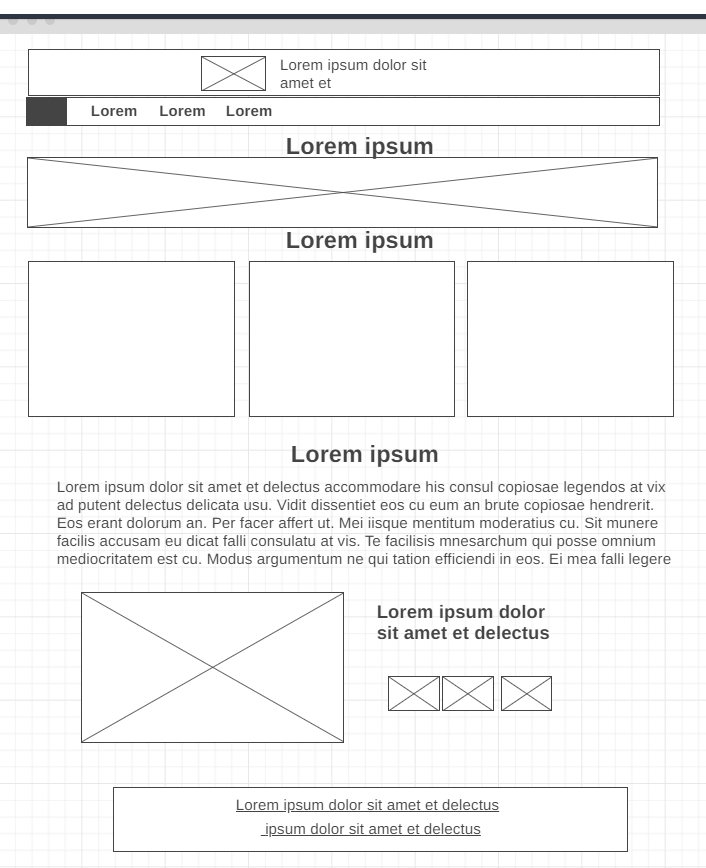 Lorem ipsum dolor sit
amet et
Lorem Lorem Lorem
Lorem ipsum
Lorem ipsum
Lorem ipsum
Lorem ipsum dolor sit amet et delectus accommodare his consul copiosae legendos at vix
ad putent delectus delicata usu. Vidit dissentiet eos cu eum an brute copiosae hendrerit.
Eos erant dolorum an. Per facer affert ut. Mei iisque mentitum moderatius cu. Sit munere
facilis accusam eu dicat falli consulatu at vis. Te facilisis mnesarchum qui posse omnium
mediocritatem est cu. Modus argumentum ne qui tation efficiendi in eos. Ei mea falli legere
Lorem ipsum dolor
sit amet et delectus
Lorem ipsum dolor sit amet et delectus
ipsum dolor sit amet et delectus